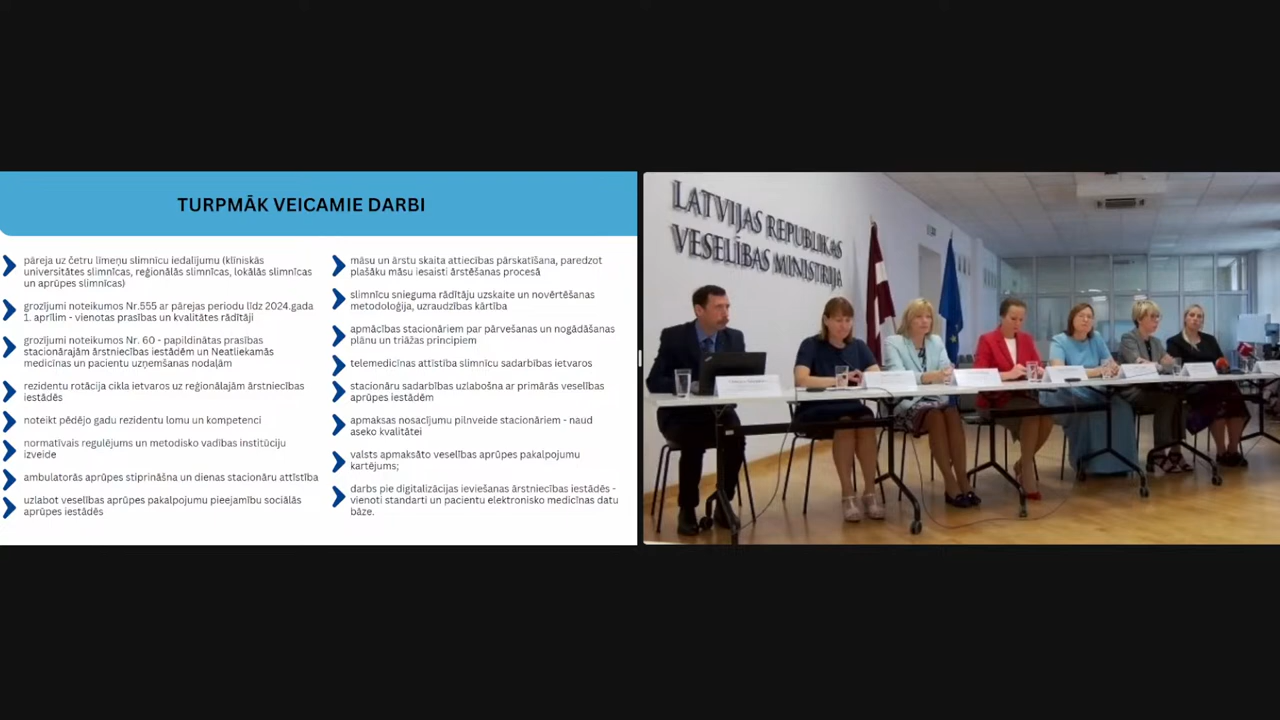 TURPMĀK VEICAMIE DARBI
pāreja uz četru līmeņu slimnīcu iedalījumu (klīniskās
universitātes slimnīcas, reģionālās slimnīcas, lokālās slimnīcas
un aprūpes slimnīcas)
grozījumi noteikumos Nr.555 ar pārejas periodu līdz 2024.gada
1. aprīlim - vienotas prasības un kvalitātes rādītāji
grozījumi noteikumos Nr. 60 - papildinātas prasības
stacionārajām ārstniecības iestādēm un Neatliekamās
medicīnas un pacientu uzņemšanas nodaļām
rezidentu rotācija cikla ietvaros uz reģionālajām ārstniecības
iestādēs
noteikt pēdējo gadu rezidentu lomu un kompetenci
normatīvais regulējums un metodisko vadības institūciju
izveide
ambulatorās aprūpes stiprināšna un dienas stacionāru attīstība
uzlabot veselības aprūpes pakalpojumu pieejamību sociālās
aprūpes iestādēs
māsu un ārstu skaita attiecības pārskatīšana, paredzot
plašāku māsu iesaisti ārstēšanas procesā
slimnīcu snieguma rādītāju uzskaite un novērtēšanas
metodoloģija, uzraudzības kārtība
apmācības stacionāriem par pārvešanas un nogādāšanas
plānu un triāžas principiem
telemedicīnas attīstība slimnīcu sadarbības ietvaros
stacionāru sadarbības uzlabošna ar primārās veselības
aprūpes iestādēm
apmaksas nosacījumu pilnveide stacionāriem - naud
aseko kvalitātei
valsts apmaksāto veselības aprūpes pakalpojumu
kartējums;
darbs pie digitalizācijas ieviešanas ārstniecības iestādēs -
vienoti standarti un pacientu elektronisko medicīnas datu
bāze.
LATVIJAS REPUBLIKAS
VESELĪBAS MINISTRIJA